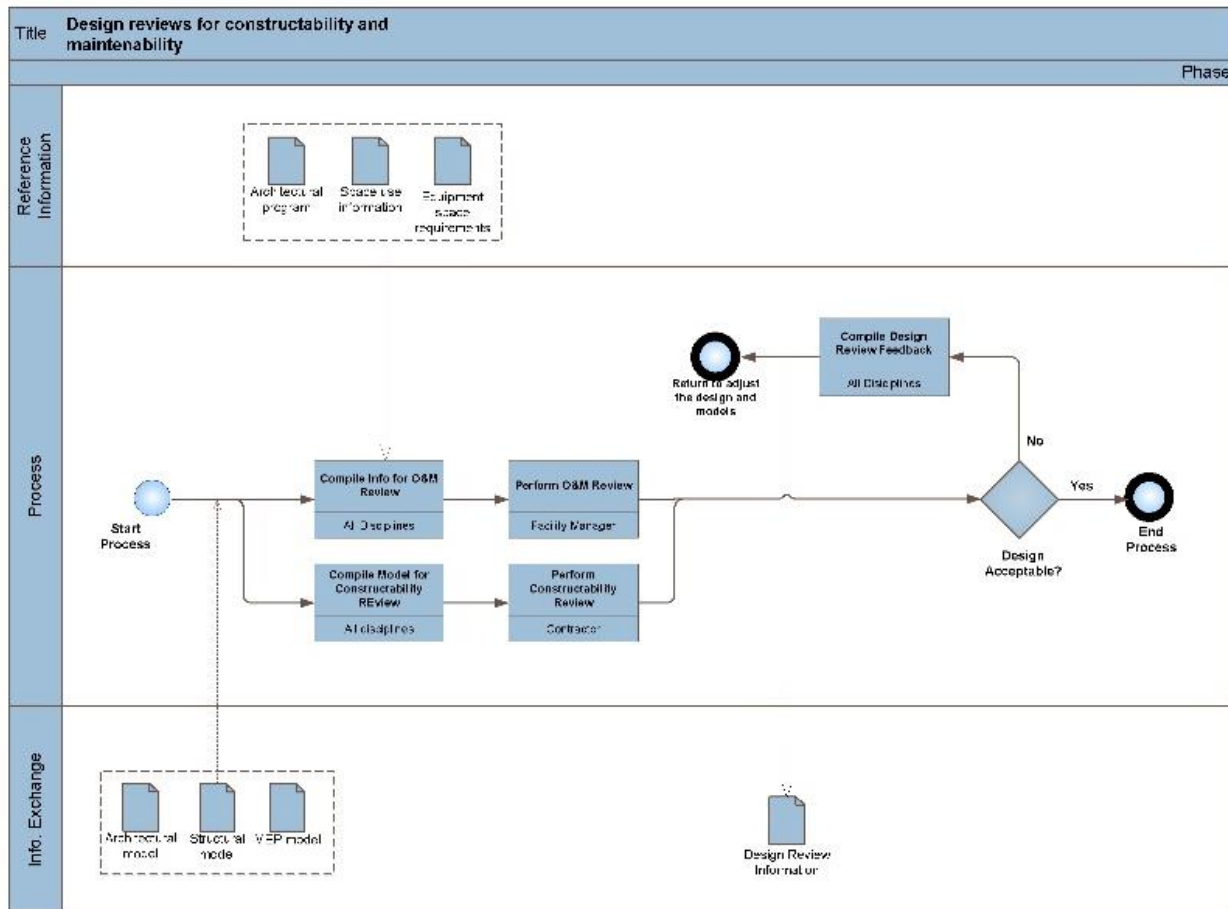 Title
Design reviews for constructability and
maintenability
Phase
Reference
Information
Architectural
program
Space use
information
Equipment
space
requirements
Process
Compile Design
Review Feedback
All Disciplines
Return to adjust
the design and
models
No
Compile Info for O&M
Review
All Disciplines
Perform O&M Review
Facility Manager
Yes
Start
Process
End
Process
Design
Acceptable?
Compile Model for
Constructability
REview
All disciplines
Perform
Constructability
Review
Contractor
Info. Exchange
Architectural
model
Structural
model
MEP model
Design Review
Information